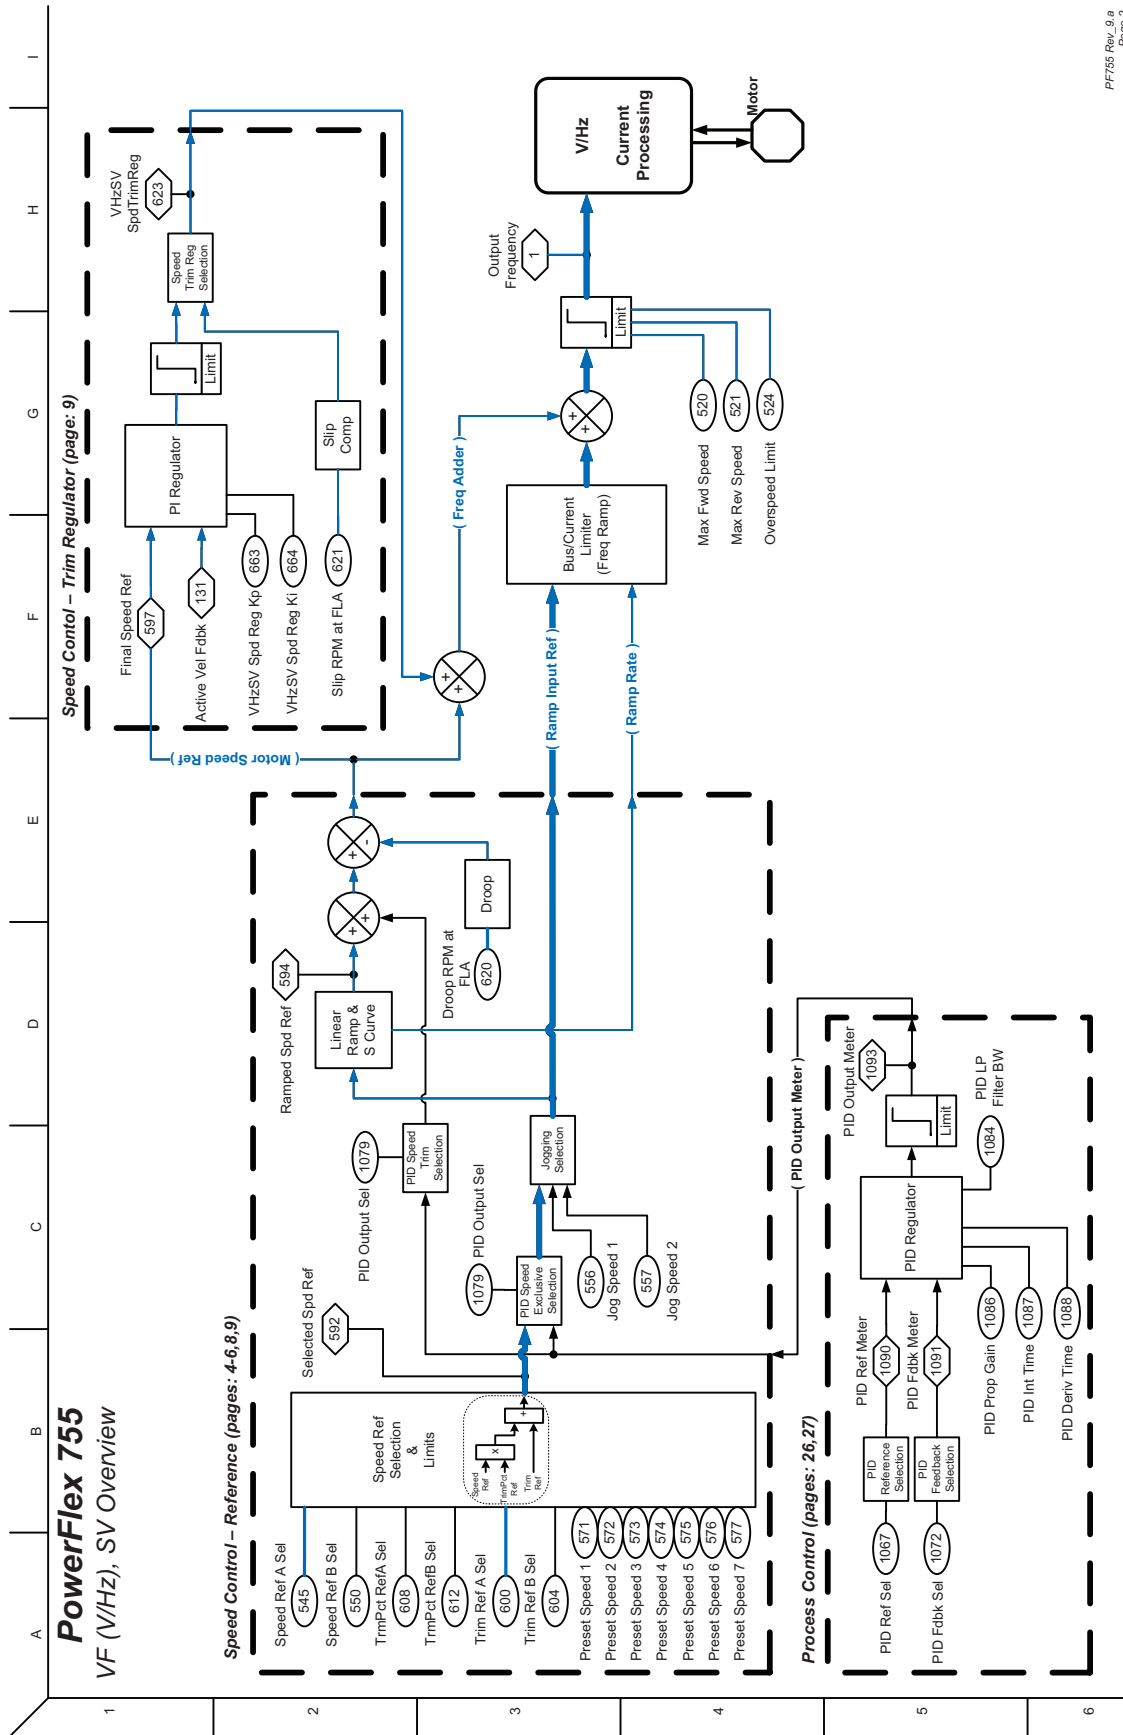 PowerFlex 755
VF (V/Hz), SV Overview
Speed Control – Reference (pages: 4-6,8,9)
Speed Ref A Sel
545
Speed Ref B Sel
550
TrmPct RefA Sel
608
TrmPct RefB Sel
612
Trim Ref A Sel
600
Trim Ref B Sel
604
Preset Speed 1
571
Preset Speed 2
572
Preset Speed 3
573
Preset Speed 4
574
Preset Speed 5
575
Preset Speed 6
576
Preset Speed 7
577
Speed Ref
Selection
&
Limits
Speed
Ref
TrimPct
Ref
Trim
Ref
x
+
Selected Spd Ref
592
PID Output Sel
1079
PID Speed
Trim
Selection
PID Output Sel
1079
PID Speed
Exclusive
Selection
556
Jog Speed 1
557
Jog Speed 2
Jogging
Selection
Ramped Spd Ref
594
Linear
Ramp &
S Curve
Droop RPM at
FLA
620
Droop
+
+
+
-
( Motor Speed Ref )
( Ramp Input Ref )
( Ramp Rate )
( Freq Adder )
Speed Contol – Trim Regulator (page: 9)
Final Speed Ref
597
Active Vel Fdbk
131
VHzSV Spd Reg Kp
663
VHzSV Spd Reg Ki
664
Slip RPM at FLA
621
PI Regulator
Slip
Comp
Limit
Speed
Trim Reg
Selection
VHzSV
SpdTrimReg
623
+
+
Bus/Current
Limiter
(Freq Ramp)
+
+
Limit
Max Fwd Speed
520
Max Rev Speed
521
Overspeed Limit
524
Output
Frequency
1
V/Hz
Current
Processing
Motor
Process Control (pages: 26,27)
PID Ref Sel
1067
PID Fdbk Sel
1072
PID
Reference
Selection
PID
Feedback
Selection
PID Ref Meter
1090
PID Fdbk Meter
1091
PID Prop Gain
1086
PID Int Time
1087
PID Deriv Time
1088
PID Regulator
PID LP
Filter BW
1084
Limit
PID Output Meter
1093
( PID Output Meter )
A
B
C
D
E
F
G
H
I
1
2
3
4
5
6
PF755 Rev_9.a
Page 2